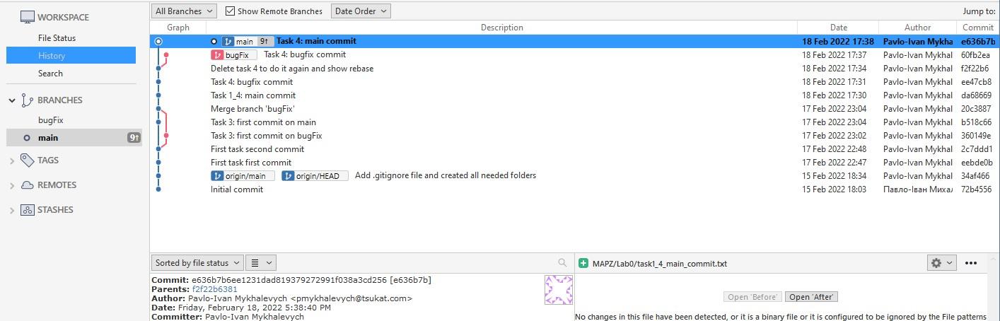 WORKSPACE
File Status
History
Search
BRANCHES
bugFix
main 9↑
TAGS
REMOTES
STASHES
All Branches Show Remote Branches Date Order Jump to:
Graph Description Date Author Commit
main 9↑ Task 4: main commit 18 Feb 2022 17:38 Pavlo-Ivan Mykha e636b7b
bugFix Task 4: bugfix commit 18 Feb 2022 17:37 Pavlo-Ivan Mykhal 60fb2ea
Delete task 4 to do it again and show rebase 18 Feb 2022 17:34 Pavlo-Ivan Mykhal f2f22b6
Task 4: bugfix commit 18 Feb 2022 17:31 Pavlo-Ivan Mykhal ee47cb8
Task 1_4: main commit 18 Feb 2022 17:30 Pavlo-Ivan Mykhal da68669
Merge branch 'bugFix' 17 Feb 2022 23:04 Pavlo-Ivan Mykhal 20c3887
Task 3: first commit on main 17 Feb 2022 23:04 Pavlo-Ivan Mykhal b518c66
Task 3: first commit on bugFix 17 Feb 2022 23:02 Pavlo-Ivan Mykhal 360149e
First task second commit 17 Feb 2022 22:48 Pavlo-Ivan Mykhal 2c7ddd1
First task first commit 17 Feb 2022 22:47 Pavlo-Ivan Mykhal eebde0b
origin/main origin/HEAD Add .gitignore file and created all needed folders 15 Feb 2022 18:34 Pavlo-Ivan Mykhal 34af466
Initial commit 15 Feb 2022 18:03 Павло-Іван Михал 72b4556
Sorted by file status
Commit: e636b7b6ee1231dad819379272991f038a3cd256 [e636b7b]
Parents: f2f22b6381
Author: Pavlo-Ivan Mykhalevych <pmykhalevych@tsukat.com>
Date: Friday, February 18, 2022 5:38:40 PM
Committer: Pavlo-Ivan Mykhalevych
MAPZ/Lab0/task1_4_main_commit.txt
Open 'Before' Open 'After'
No changes in this file have been detected, or it is a binary file or it is configured to be ignored by the File patterns